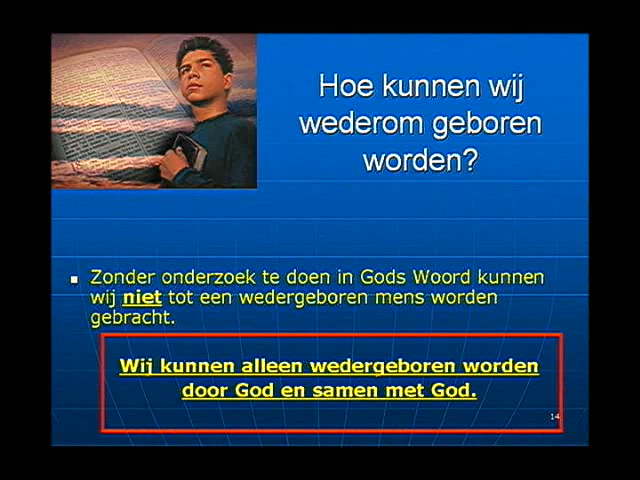 Hoe kunnen wij
wederom geboren
worden?
Zonder onderzoek te doen in Gods Woord kunnen
wij niet tot een wedergeboren mens worden
gebracht.
Wij kunnen alleen wedergeboren worden
door God en samen met God.
14